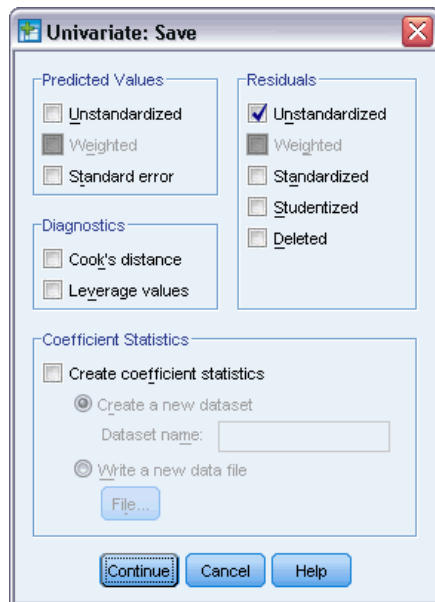 Univariate: Save
Predicted Values
Unstandardized
Weighted
Standard error
Residuals
Unstandardized
Weighted
Standardized
Studentized
Deleted
Diagnostics
Cook's distance
Leverage values
Coefficient Statistics
Create coefficient statistics
Create a new dataset
Dataset name:
Write a new data file
File...
Continue Cancel Help